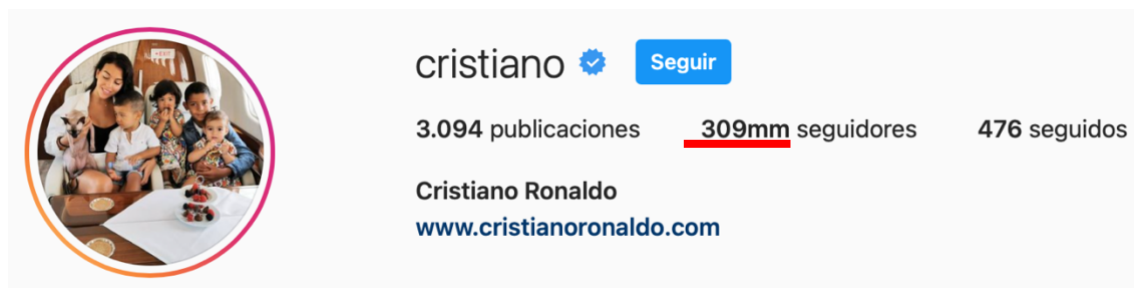 cristiano Seguir
3.094 publicaciones 309mm seguidores 476 seguidos
Cristiano Ronaldo
www.cristianoronaldo.com